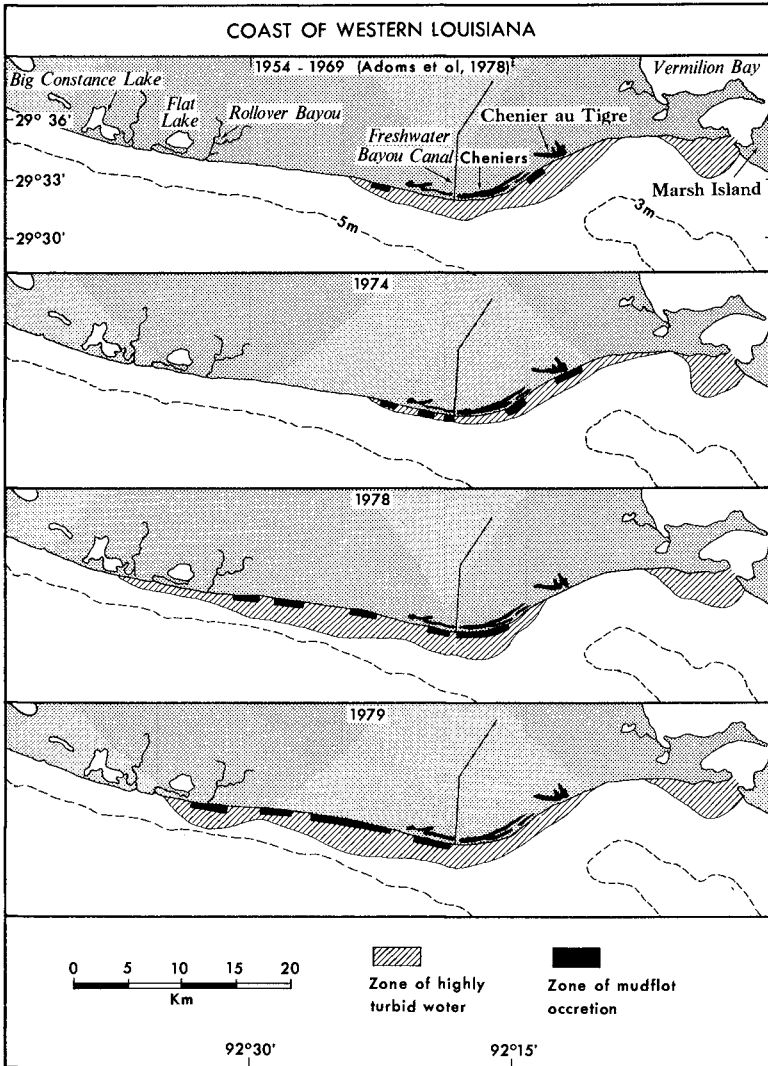 COAST OF WESTERN LOUISIANA
1954 - 1969 (Adoms et ol, 1978)
Big Constance Lake
Vermilion Bay
Flat
Lake
Rollover Bayou
29° 36'
Chenier au Tigre
Freshwater
Bayou Canal
Cheniers
29°33'
Marsh Island
5m
3m
29°30'
1974
1978
1979
0 5 10 15 20
Km
Zone of highly
turbid woter
Zone of mudflot
occretion
92°30'
92°15'